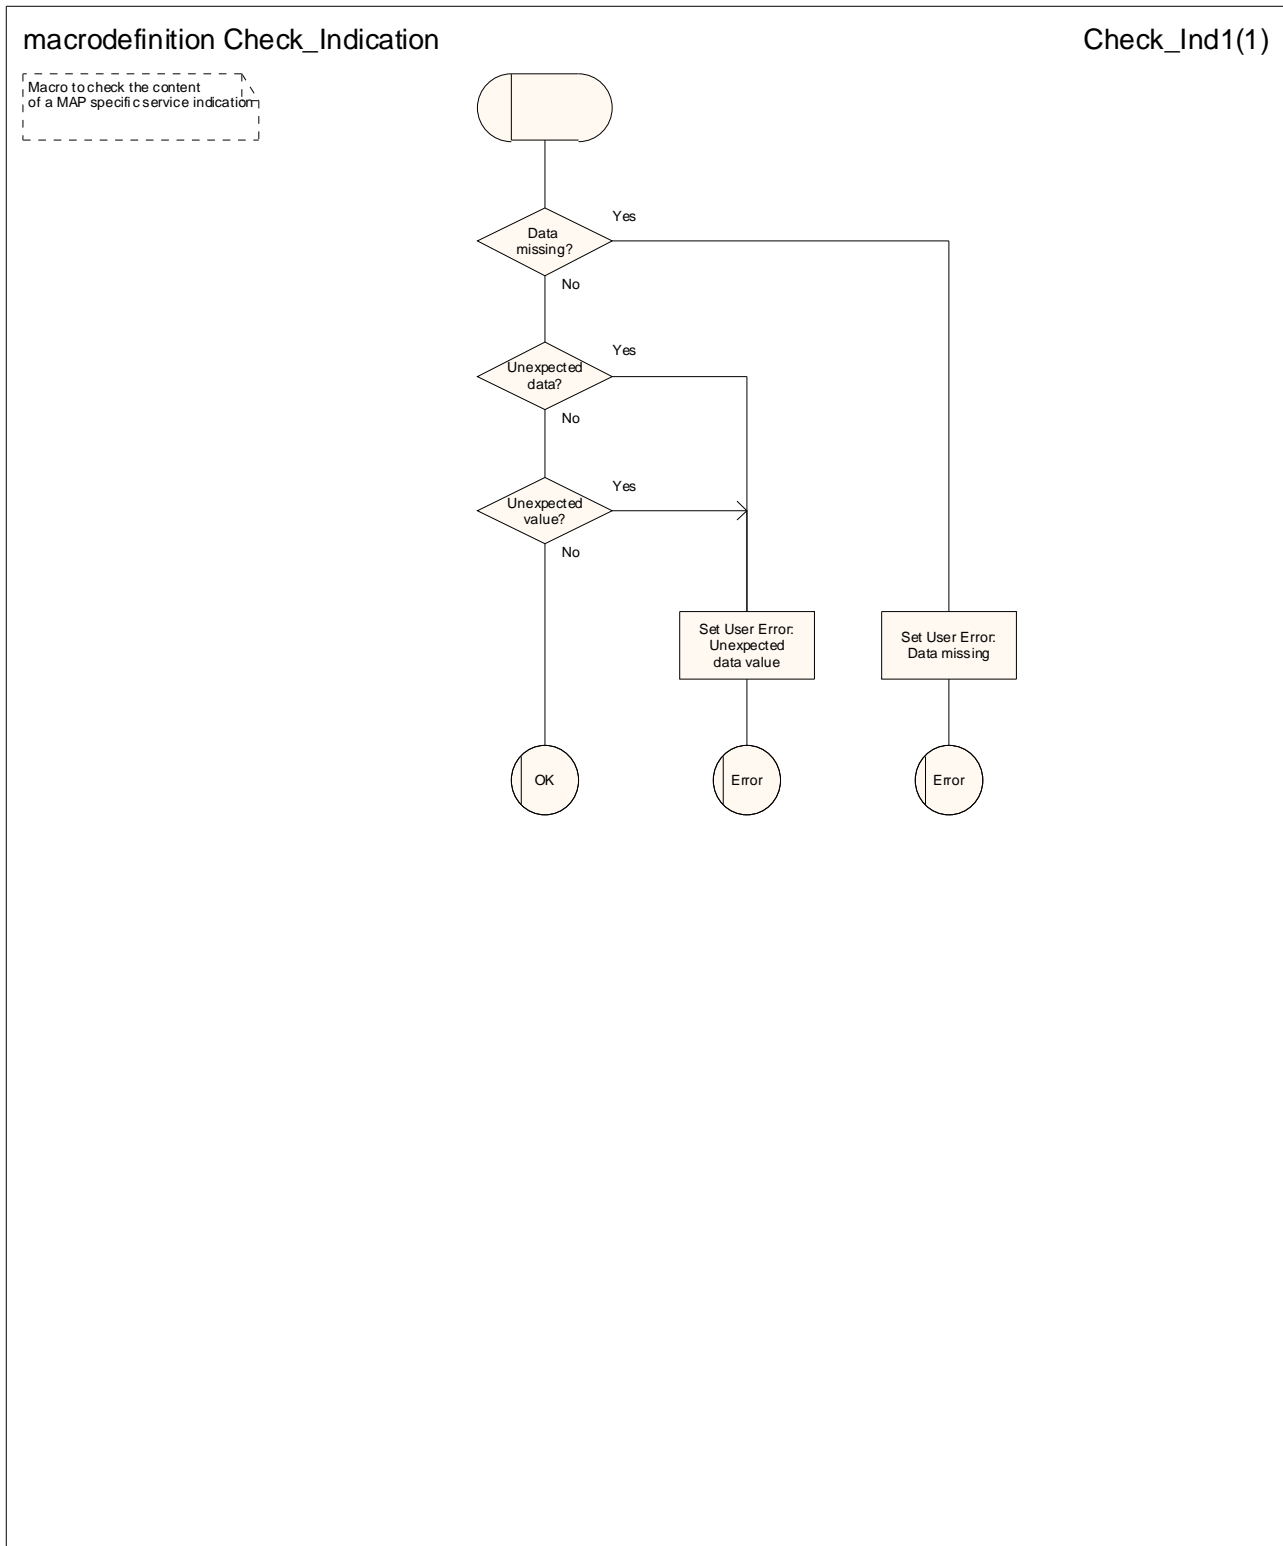 macrodefinition Check_Indication
Check_Ind1(1)
Macro to check the content
of a MAP specific service indication
Yes
Data
missing?
No
Yes
Unexpected
data?
No
Yes
Unexpected
value?
No
Set User Error:
Unexpected
data value
Set User Error:
Data missing
OK
Error
Error